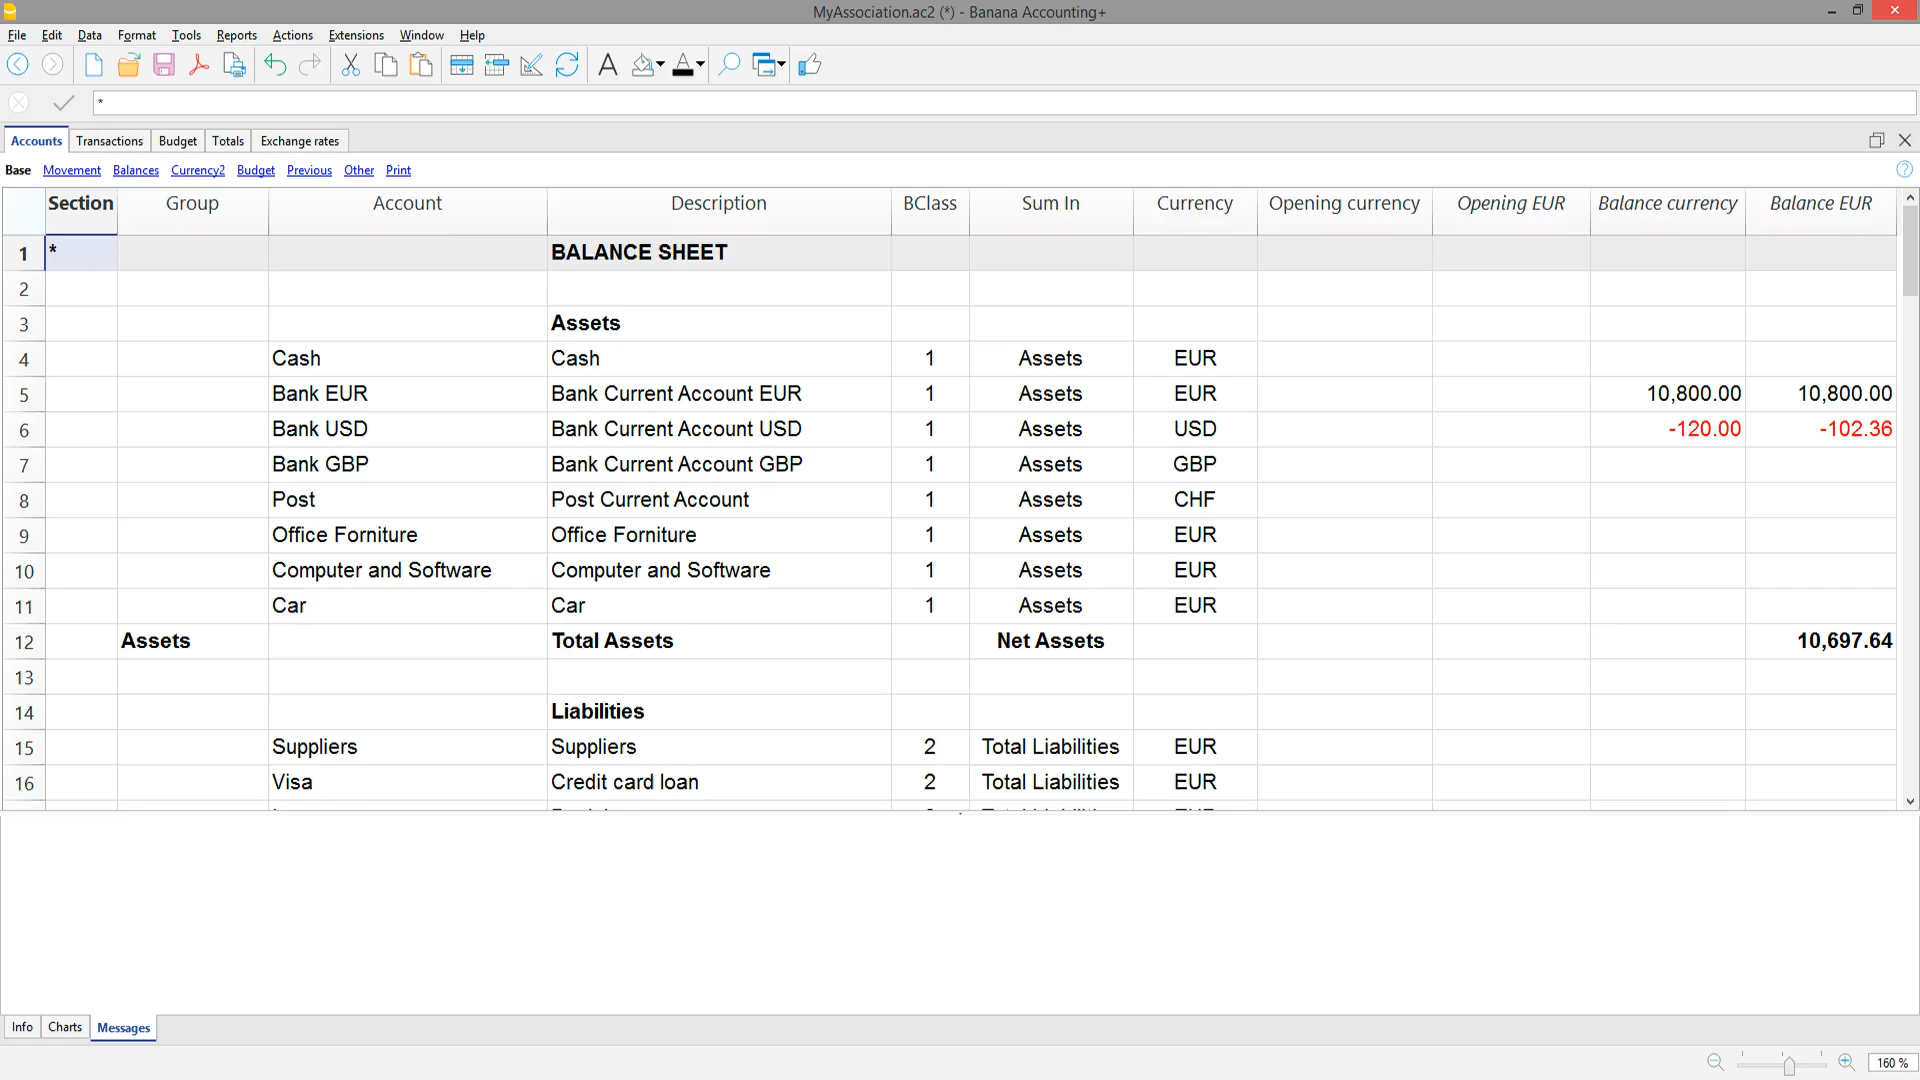 MyAssociation.ac2 (*) - Banana Accounting+
File Edit Data Format Tools Reports Actions Extensions Window Help
*
Accounts Transactions Budget Totals Exchange rates
Base Movement Balances Currency2 Budget Previous Other Print
Section Group Account Description BClass Sum In Currency Opening currency Opening EUR Balance currency Balance EUR
1 * BALANCE SHEET
2
3 Assets
4 Cash Cash 1 Assets EUR
5 Bank EUR Bank Current Account EUR 1 Assets EUR 10,800.00 10,800.00
6 Bank USD Bank Current Account USD 1 Assets USD -120.00 -102.36
7 Bank GBP Bank Current Account GBP 1 Assets GBP
8 Post Post Current Account 1 Assets CHF
9 Office Forniture Office Forniture 1 Assets EUR
10 Computer and Software Computer and Software 1 Assets EUR
11 Car Car 1 Assets EUR
12 Assets Total Assets Net Assets 10,697.64
13
14 Liabilities
15 Suppliers Suppliers 2 Total Liabilities EUR
16 Visa Credit card loan 2 Total Liabilities EUR
Info Charts Messages
160 %